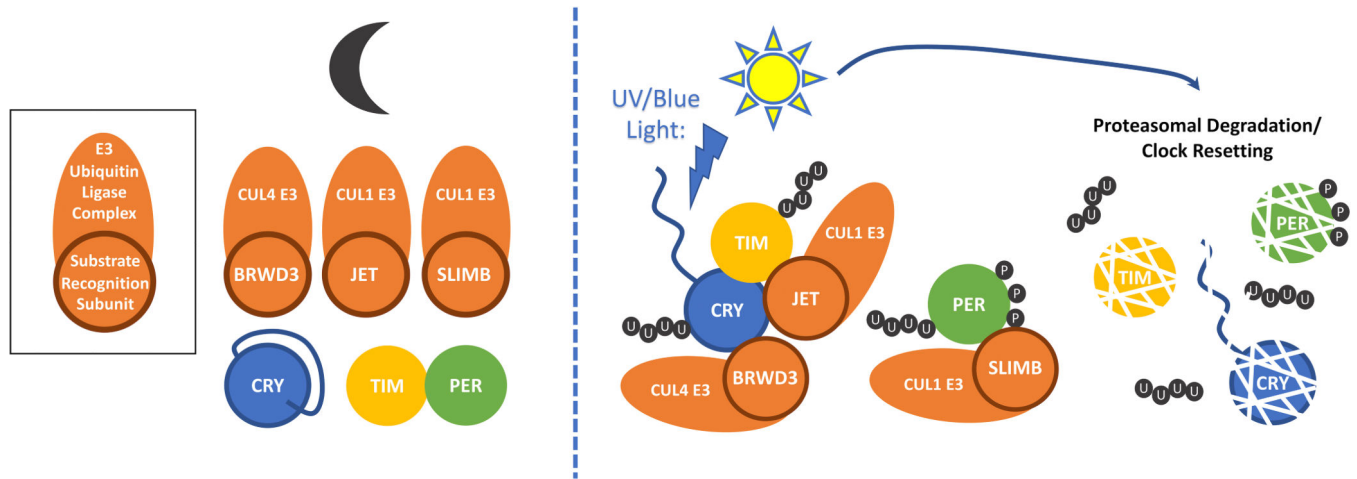 E3
Ubiquitin
Ligase
Complex
Substrate
Recognition
Subunit
CUL4 E3
CUL1 E3
CUL1 E3
BRWD3
JET
SLIMB
CRY
TIM
PER
UV/Blue
Light:
U U U U
TIM
CUL1 E3
CRY
JET
U U U U
BRWD3
CUL4 E3
PER
P
P
P
U U U U
SLIMB
CUL1 E3
Proteasomal Degradation/
Clock Resetting
U U U U
TIM
PER
P
P
P
U U U U
CRY
U U U U